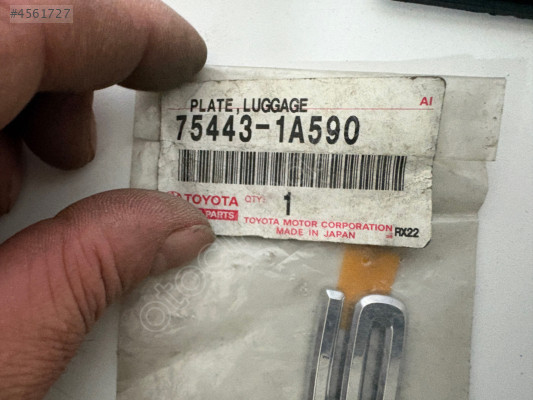 #4561727
PLATE, LUGGAGE
AI
75443-1A590
TOYOTA
QTY.
1
PARTS
TOYOTA MOTOR CORPORATION
MADE IN JAPAN
RX22